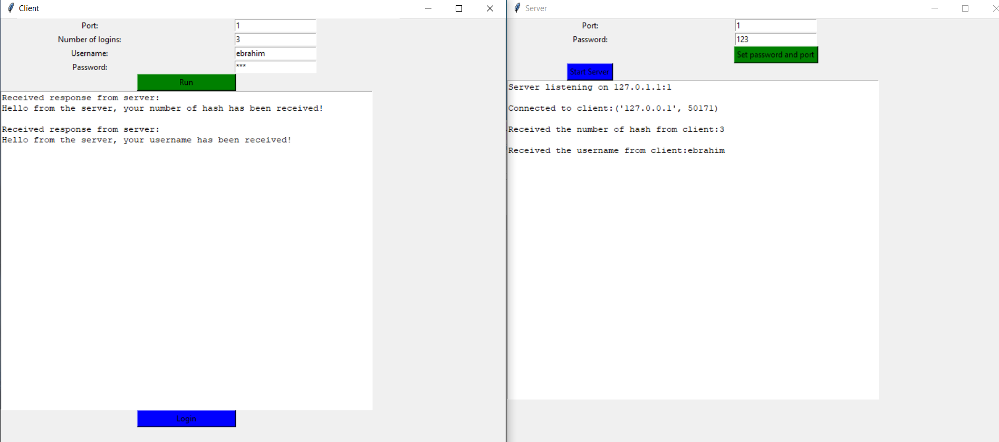 Client
Port:
1
Number of logins:
3
Username:
ebrahim
Password:
***
Run
Received response from server:
Hello from the server, your number of hash has been received!
Received response from server:
Hello from the server, your username has been received!
Login
Server
Port:
1
Password:
123
Set password and port
Start Server
Server listening on 127.0.1.1:1
Connected to client:('127.0.0.1', 50171)
Received the number of hash from client:3
Received the username from client:ebrahim